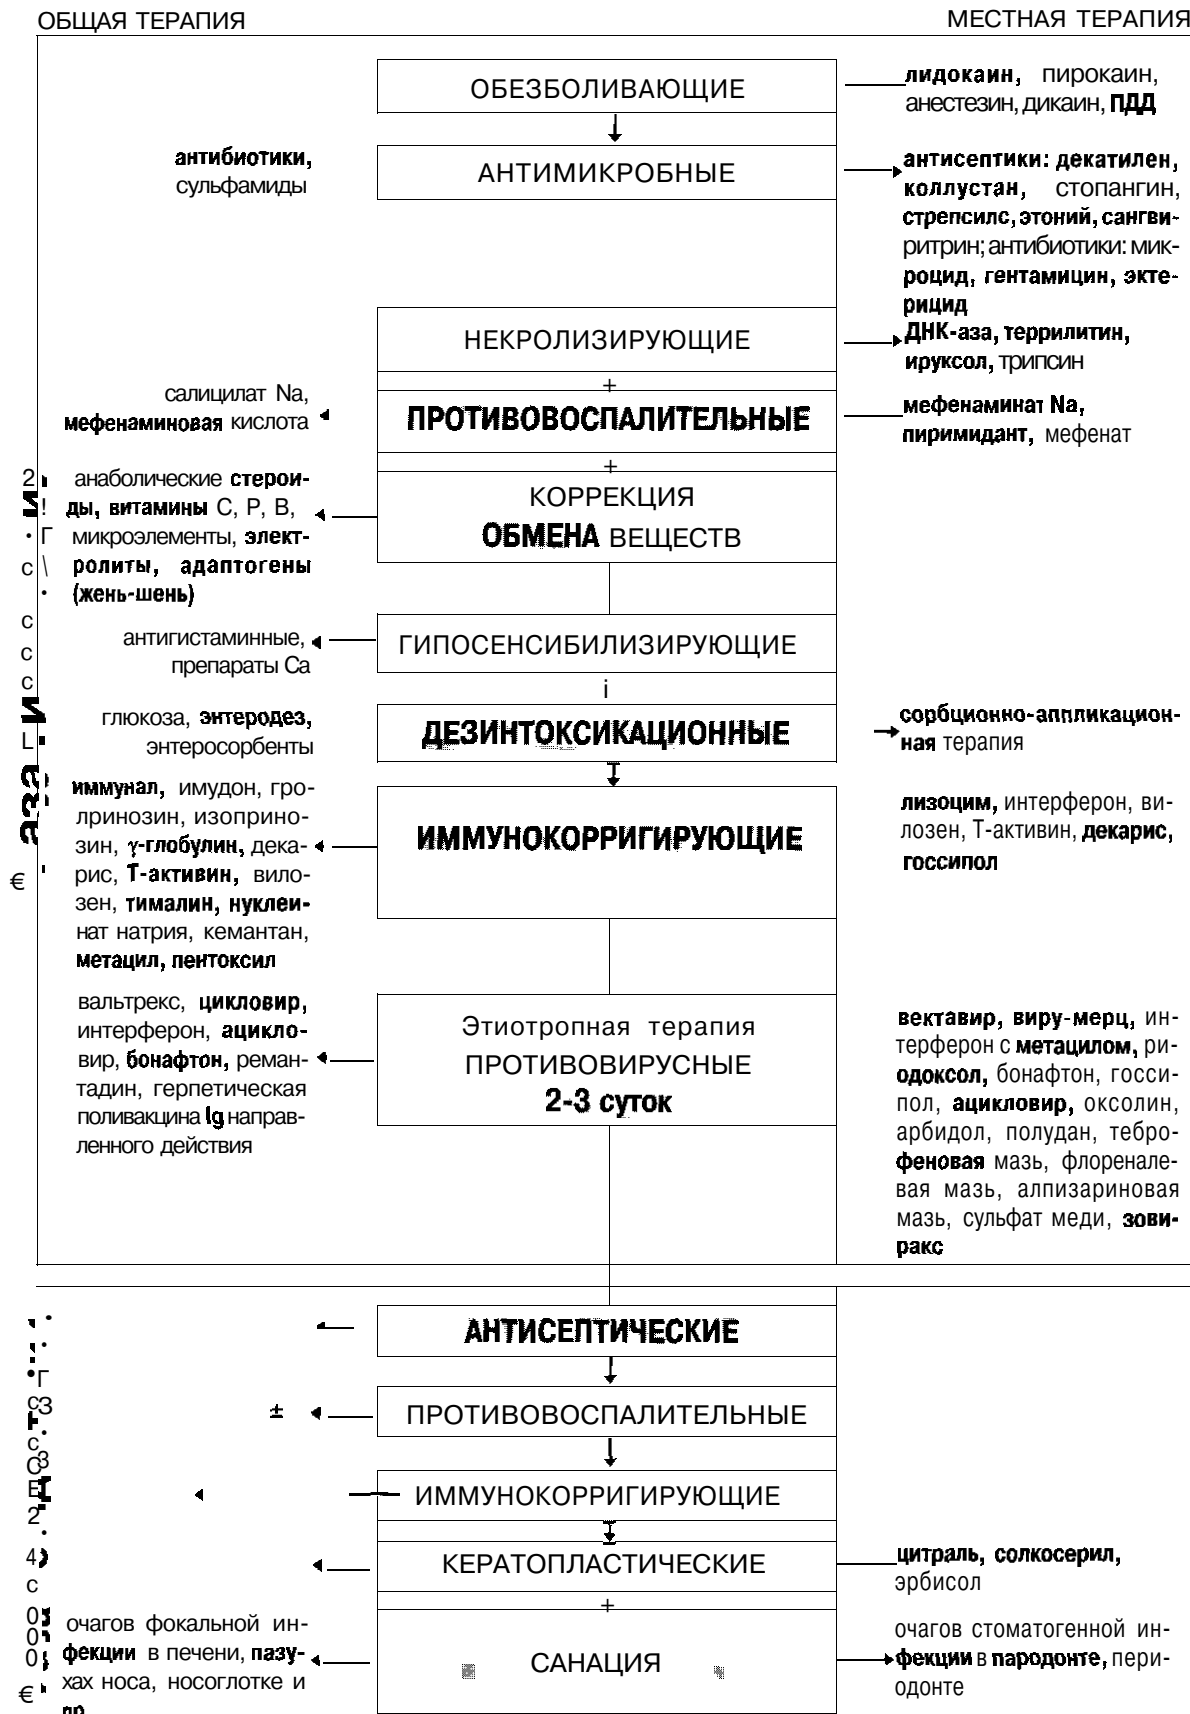 ОБЩАЯ ТЕРАПИЯ
МЕСТНАЯ ТЕРАПИЯ
ОБЕЗБОЛИВАЮЩИЕ
лидокаин, пирокаин,
анестезин, дикаин, ПДД
антибиотики,
сульфамиды
АНТИМИКРОБНЫЕ
антисептики: декатилен,
коллустан, стопангин,
стрепсилс, этоний, сангви-
ритрин; антибиотики: мик-
роцид, гентамицин, экте-
рицид
НЕКРОЛИЗИРУЮЩИЕ
ДНК-аза, террилитин,
ируксол, трипсин
+
салицилат Na,
мефенаминовая кислота
ПРОТИВОВОСПАЛИТЕЛЬНЫЕ
мефенаминат Na,
пиримидант, мефенат
+
анаболические стерои-
ды, витамины С, Р, В,
микроэлементы, элект-
ролиты, адаптогены
(жень-шень)
КОРРЕКЦИЯ
ОБМЕНА ВЕЩЕСТВ
антигистаминные,
препараты Са
ГИПОСЕНСИБИЛИЗИРУЮЩИЕ
i
глюкоза, энтеродез,
энтеросорбенты
ДЕЗИНТОКСИКАЦИОННЫЕ
сорбционно-аппликацион-
ная терапия
иммунал, имудон, гро-
лринозин, изоприно-
зин, γ-глобулин, дека-
рис, Т-активин, вило-
зен, тималин, нуклеи-
нат натрия, кемантан,
метацил, пентоксил
ИММУНОКОРРИГИРУЮЩИЕ
лизоцим, интерферон, ви-
лозен, Т-активин, декарис,
госсипол
вальтрекс, цикловир,
интерферон, ацикло-
вир, бонафтон, реман-
тадин, герпетическая
поливакцина Ig направ-
ленного действия
Этиотропная терапия
ПРОТИВОВИРУСНЫЕ
2-3 суток
вектавир, виру-мерц, ин-
терферон с метацилом, ри-
одоксол, бонафтон, госси-
пол, ацикловир, оксолин,
арбидол, полудан, тебро-
феновая мазь, флоренале-
вая мазь, алпизариновая
мазь, сульфат меди, зови-
ракс
АНТИСЕПТИЧЕСКИЕ
±
ПРОТИВОВОСПАЛИТЕЛЬНЫЕ
ИММУНОКОРРИГИРУЮЩИЕ
КЕРАТОПЛАСТИЧЕСКИЕ
цитраль, солкосерил,
эрбисол
+
очагов фокальной ин-
фекции в печени, пазу-
хах носа, носоглотке и
САНАЦИЯ
очагов стоматогенной ин-
фекции в пародонте, пери-
одонте